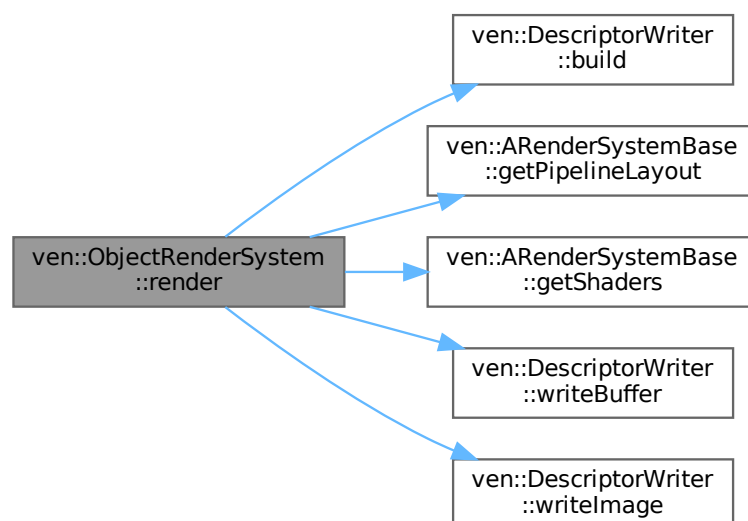 ven::DescriptorWriter
::build
ven::ARenderSystemBase
::getPipelineLayout
ven::ObjectRenderSystem
::render
ven::ARenderSystemBase
::getShaders
ven::DescriptorWriter
::writeBuffer
ven::DescriptorWriter
::writeImage